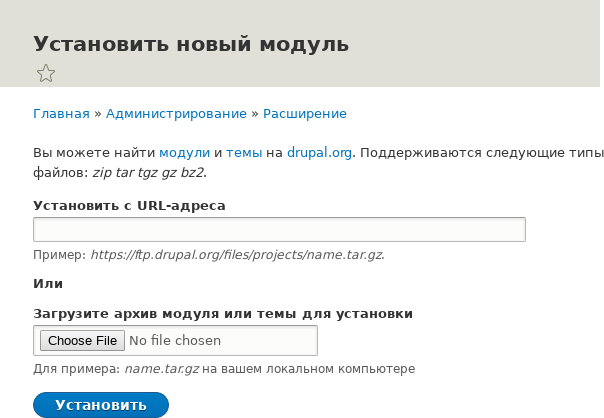 Установить новый модуль
Главная » Администрирование » Расширение
Вы можете найти модули и темы на drupal.org. Поддерживаются следующие типы
файлов: zip tar tgz gz bz2.
Установить с URL-адреса
Пример: https://ftp.drupal.org/files/projects/name.tar.gz.
Или
Загрузите архив модуля или темы для установки
Choose File No file chosen
Для примера: name.tar.gz на вашем локальном компьютере
Установить